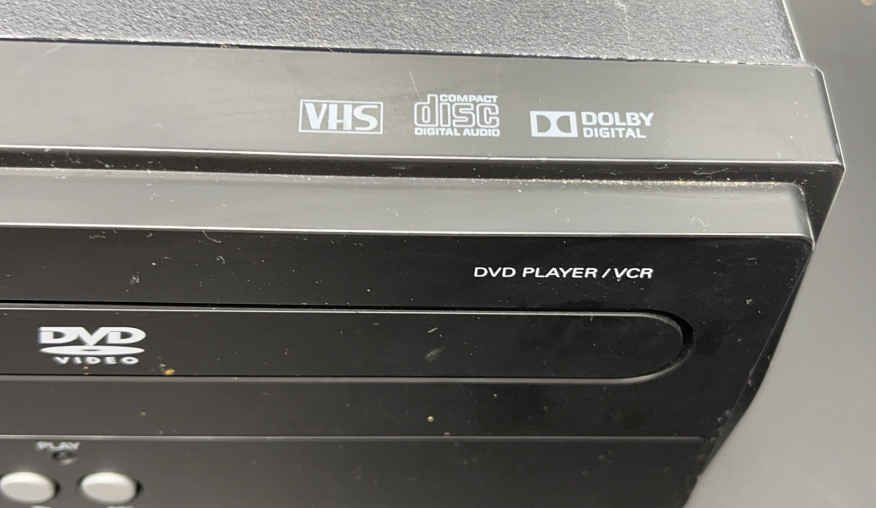 VHS
COMPACT
disc
DIGITAL AUDIO
DOLBY
DIGITAL
DVD PLAYER / VCR
DVD
VIDEO
PLAY